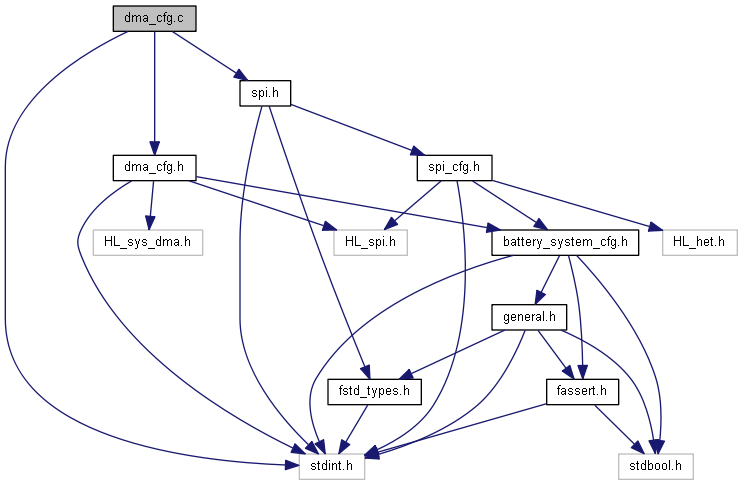 dma_cfg.c
spi.h
dma_cfg.h
spi_cfg.h
HL_sys_dma.h
HL_spi.h
battery_system_cfg.h
HL_het.h
general.h
fstd_types.h
fassert.h
stdint.h
stdbool.h